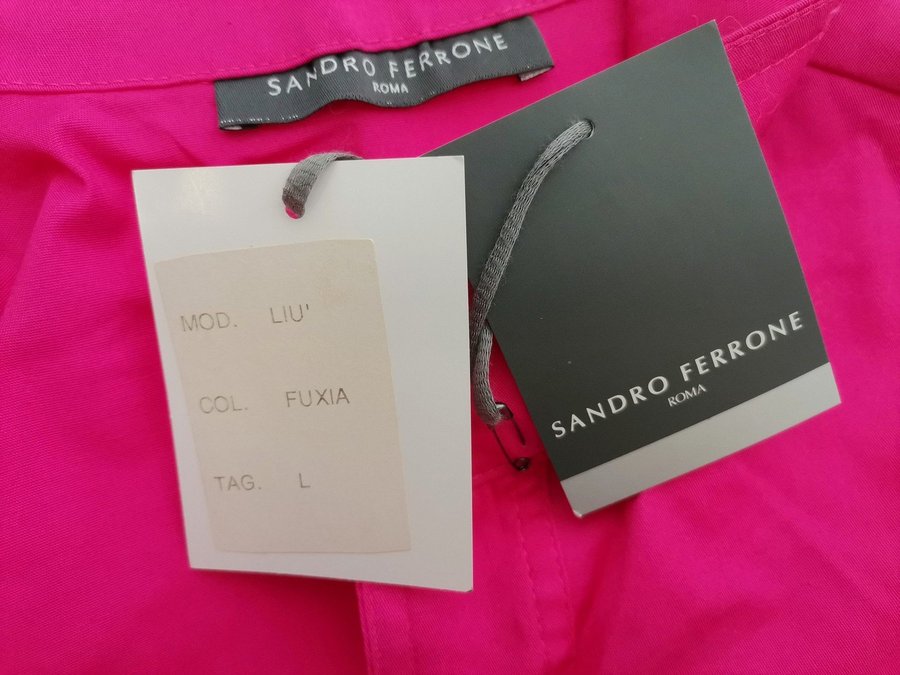 SANDRO FERRONE
ROMA
MOD. LIU'
COL. FUXIA
TAG. L
SANDRO FERRONE
ROMA